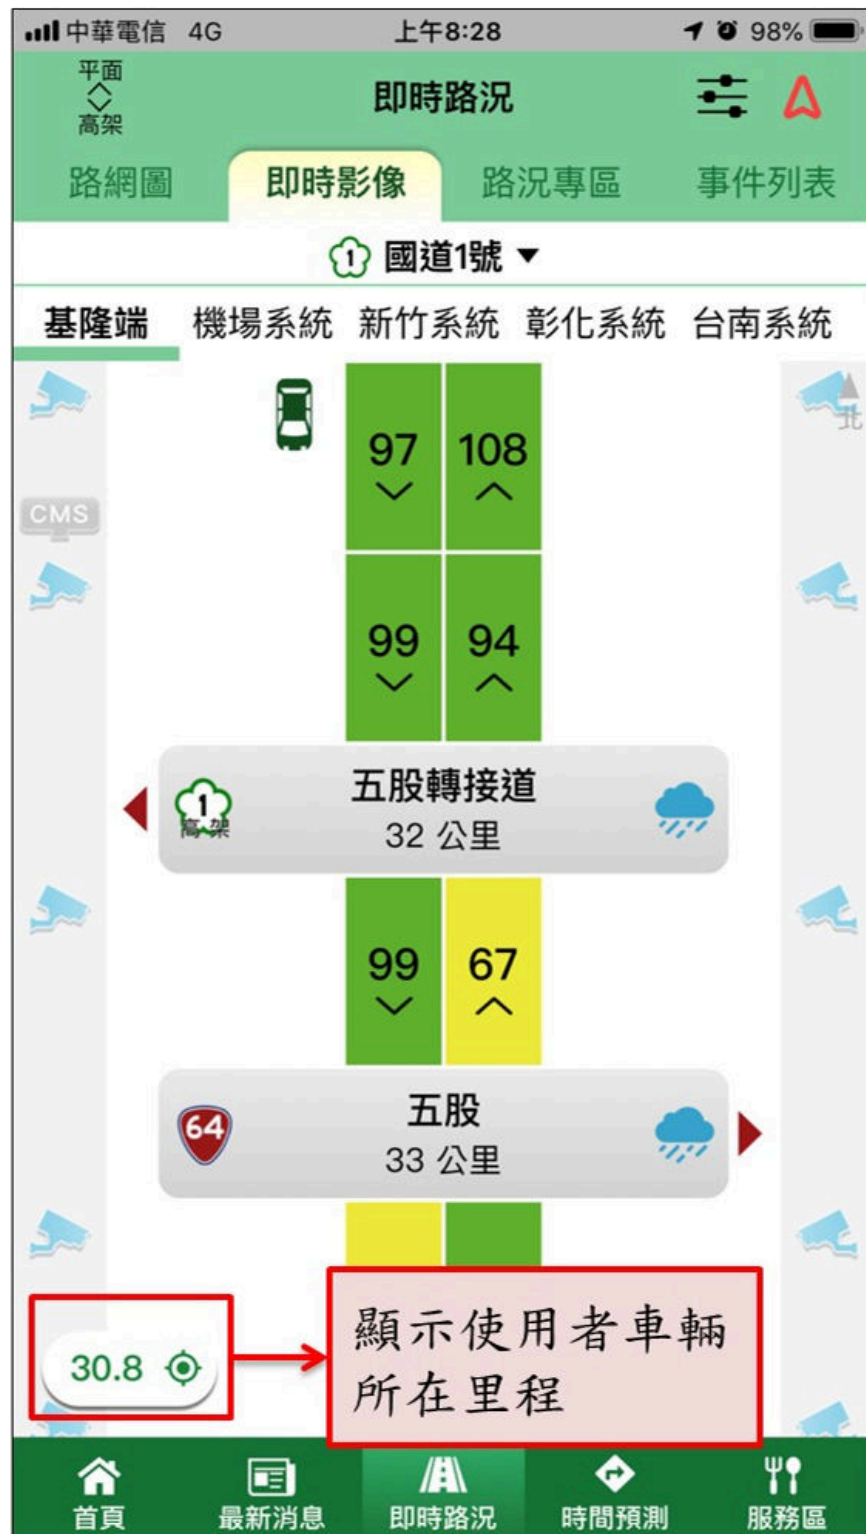 中華電信 4G 上午8:28 98%
平面
高架
即時路況
路網圖 即時影像 路況專區 事件列表
1 國道1號
基隆端 機場系統 新竹系統 彰化系統 台南系統
北
97 108
CMS
99 94
1
高架
五股轉接道
32 公里
99 67
64
五股
33 公里
顯示使用者車輛
所在里程
30.8
首頁 最新消息 即時路況 時間預測 服務區